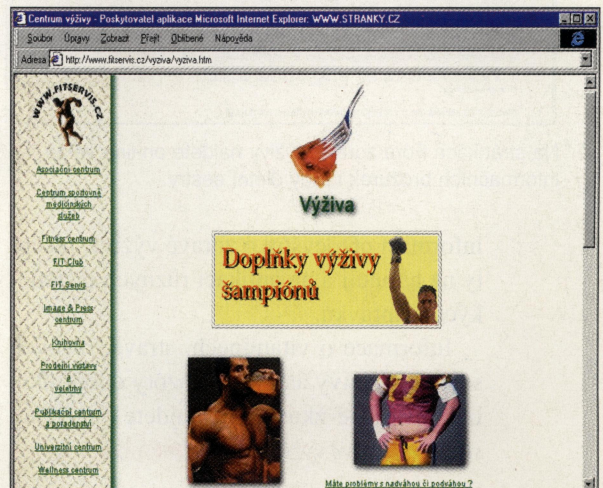 Centrum výživy - Poskytovatel aplikace Microsoft Internet Explorer: WWW.STRANKY.CZ
Soubor Úpravy Zobrazit Přejít Oblíbené Nápověda
Adresa http://www.fitservis.cz/vyziva/vyziva.htm
WWW.FITSERVIS.CZ
Asociační centrum
Centrum sportovně
medicínských
služeb
Fitness centrum
FIT Club
FIT Servis
Image & Press
centrum
Knihovna
Prodejní výstavy
a
veletrhy
Publikační centrum
a poradenství
Univerzitní centrum
Wellness centrum
Výživa
Doplňky výživy
šampiónů
77
Máte problémy s nadváhou či podváhou ?